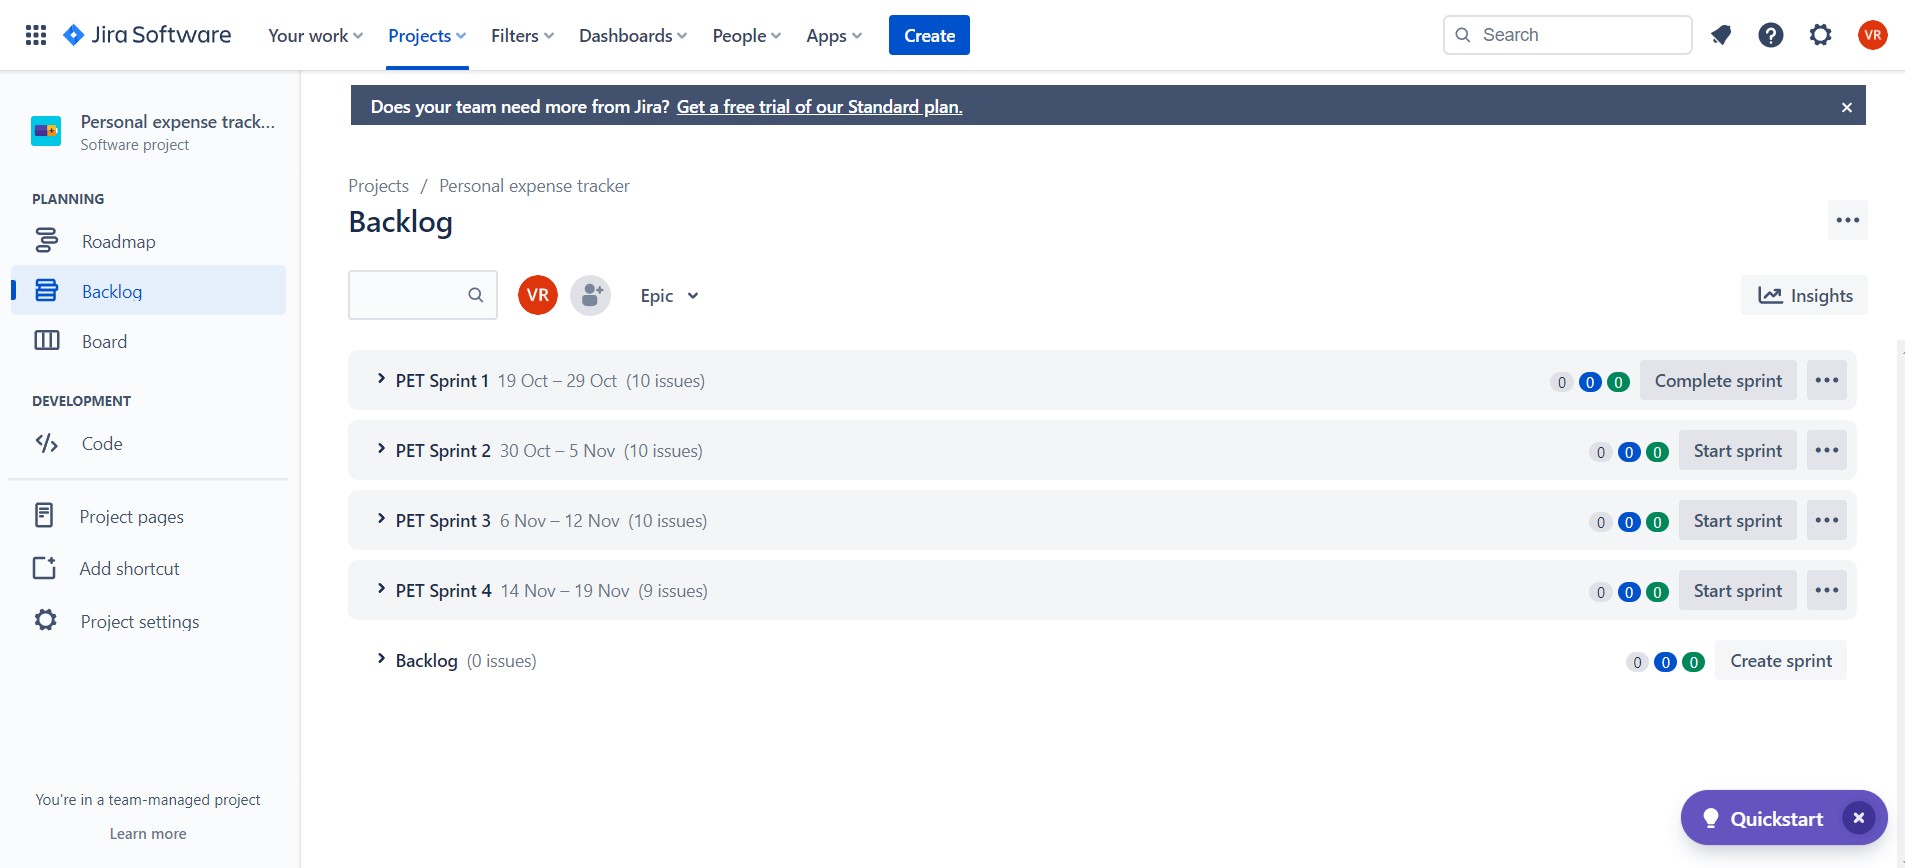 Jira Software Your work Projects Filters Dashboards People Apps Create Search VR
Does your team need more from Jira? Get a free trial of our Standard plan.
Personal expense track...
Software project
PLANNING
Roadmap
Backlog
Board
DEVELOPMENT
Code
Project pages
Add shortcut
Project settings
You're in a team-managed project
Learn more
Projects / Personal expense tracker
Backlog
VR Epic Insights
PET Sprint 1 19 Oct – 29 Oct (10 issues) 0 0 0 Complete sprint
PET Sprint 2 30 Oct – 5 Nov (10 issues) 0 0 0 Start sprint
PET Sprint 3 6 Nov – 12 Nov (10 issues) 0 0 0 Start sprint
PET Sprint 4 14 Nov – 19 Nov (9 issues) 0 0 0 Start sprint
Backlog (0 issues) 0 0 0 Create sprint
Quickstart